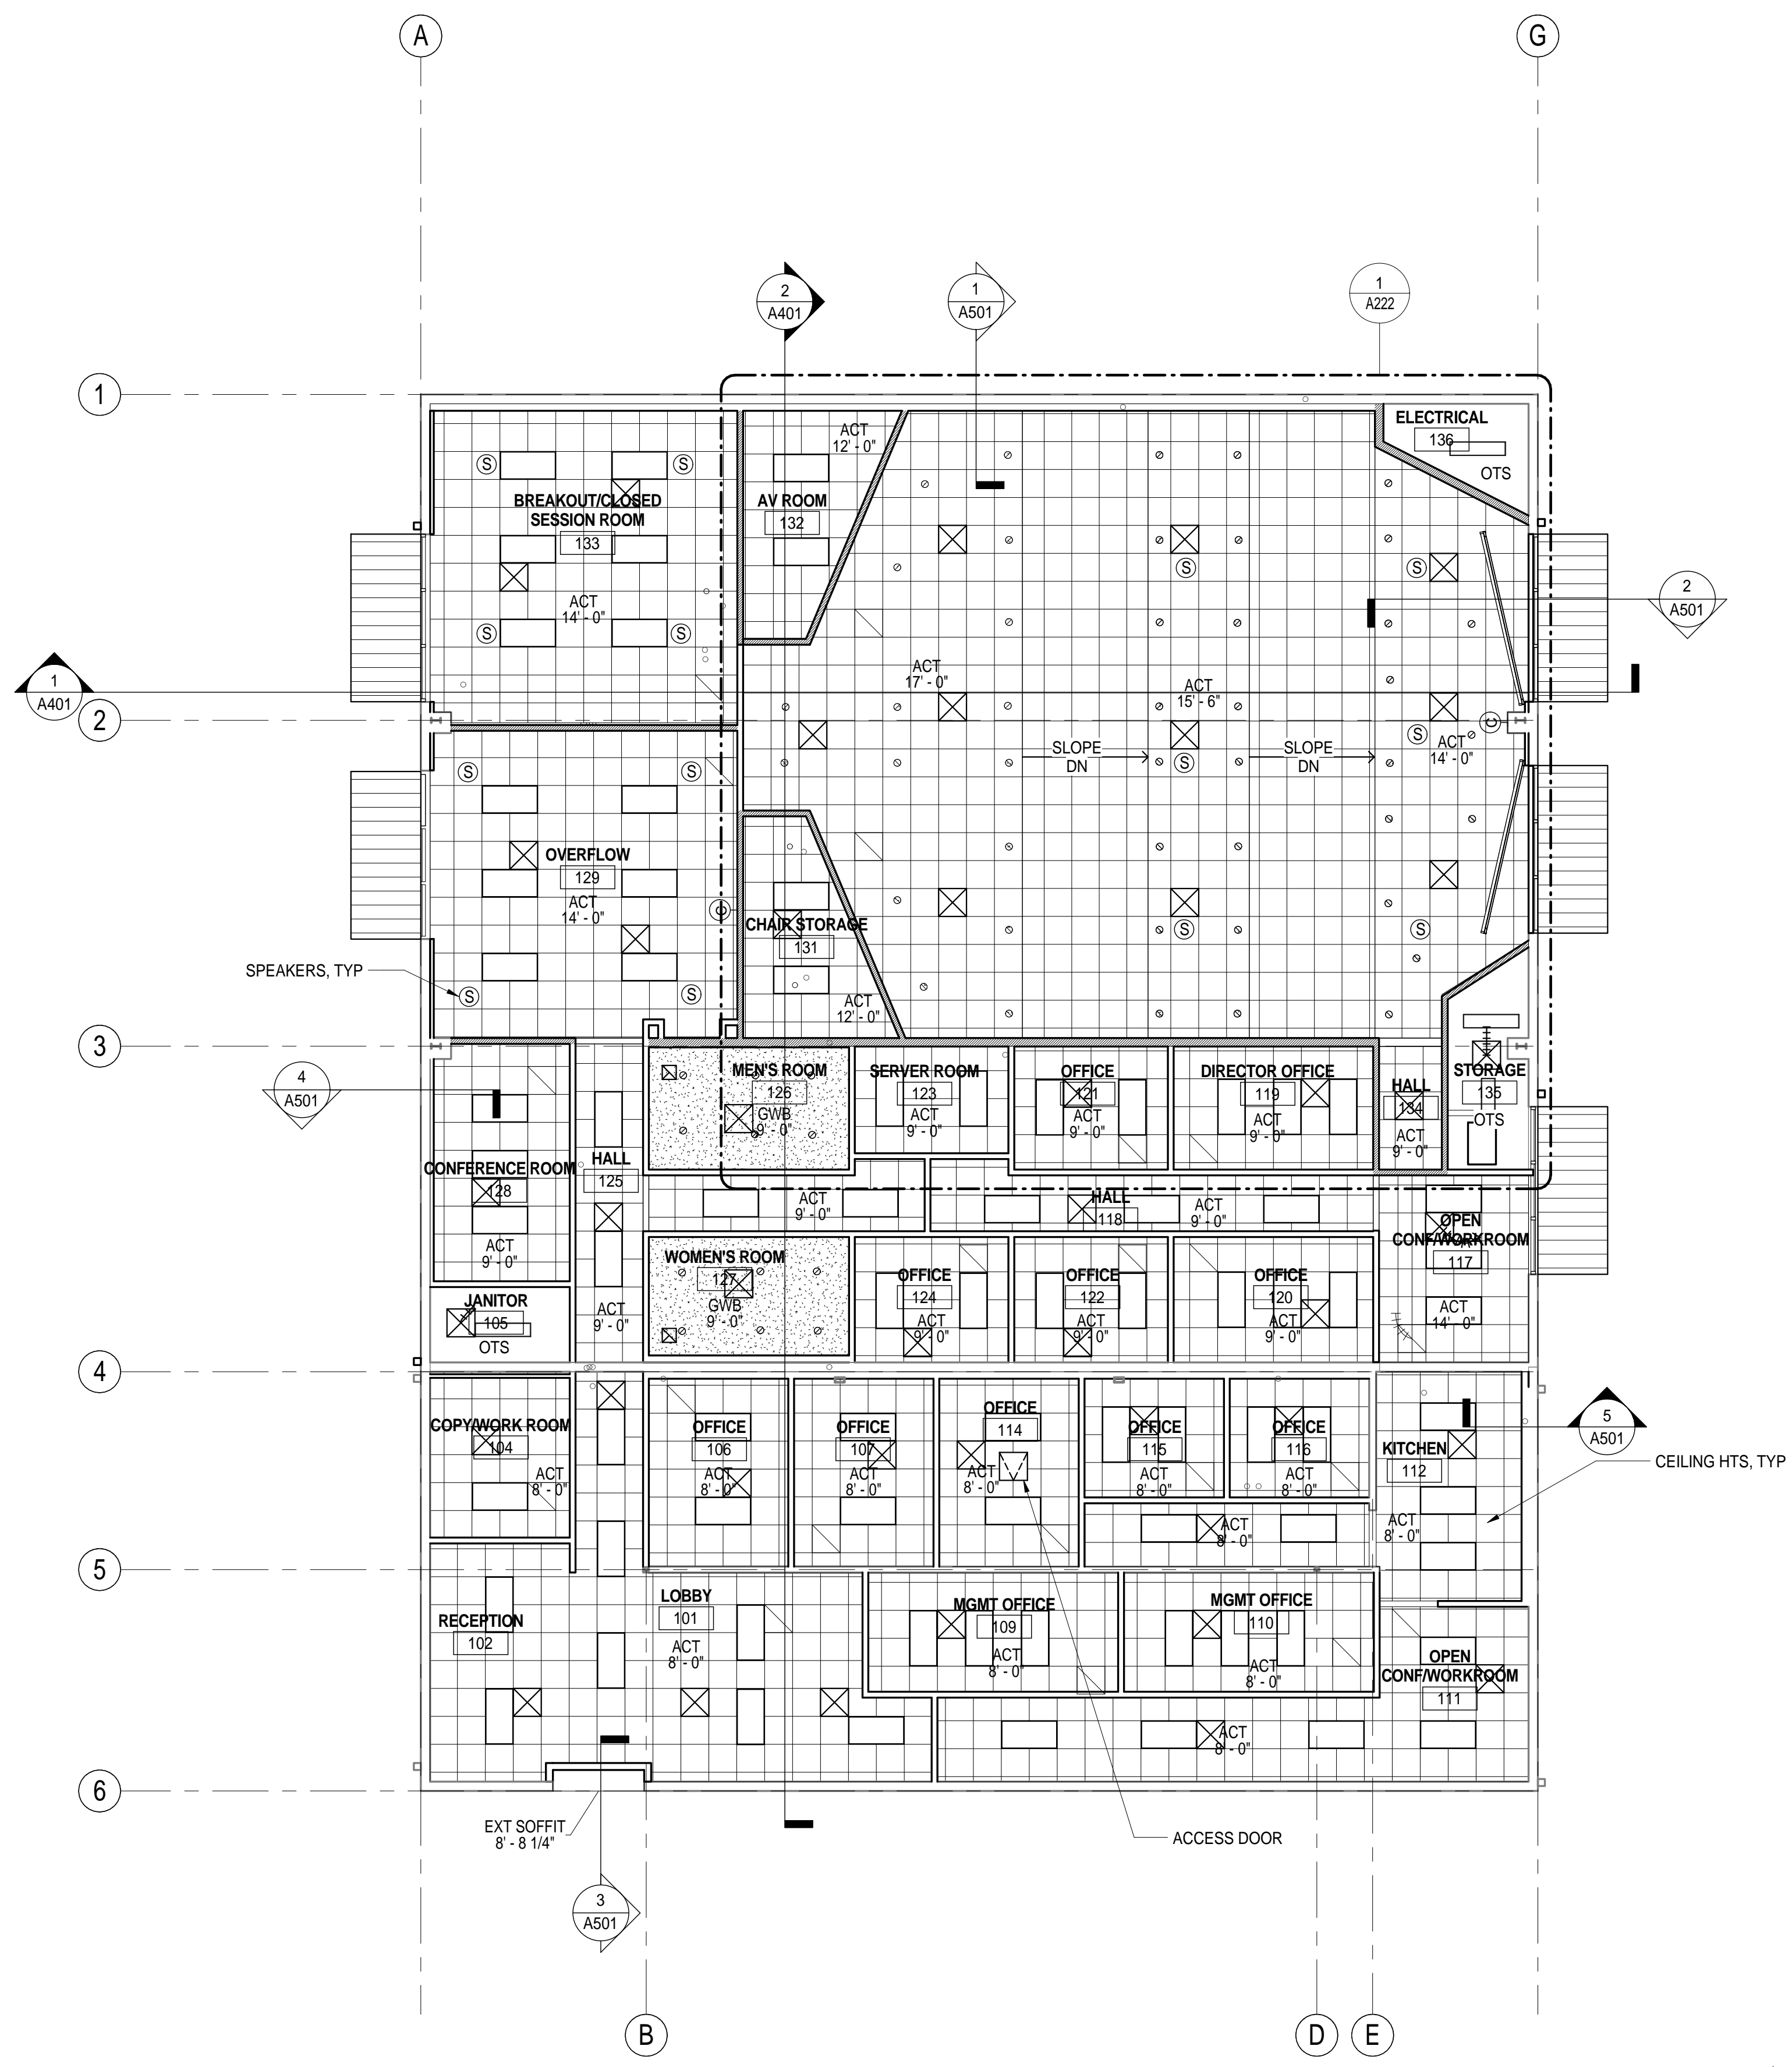 A
G
2
A401
1
A501
1
A222
1
ELECTRICAL
136
OTS
ACT
12' - 0"
S
S
BREAKOUT/CLOSED
SESSION ROOM
133
AV ROOM
132
S
S
2
A501
ACT
14' - 0"
S
S
1
A401
ACT
17' - 0"
ACT
15' - 6"
2
C
S
ACT
14' - 0"
SLOPE
DN
SLOPE
DN
S
S
S
OVERFLOW
129
ACT
14' - 0"
C
CHAIR STORAGE
131
S
S
SPEAKERS, TYP
S
S
ACT
12' - 0"
3
4
A501
MEN'S ROOM
126
GWB
9' - 0"
SERVER ROOM
123
ACT
9' - 0"
OFFICE
121
ACT
9' - 0"
DIRECTOR OFFICE
119
ACT
9' - 0"
HALL
134
ACT
9' - 0"
STORAGE
135
OTS
CONFERENCE ROOM
128
ACT
9' - 0"
HALL
125
ACT
9' - 0"
ACT
9' - 0"
HALL
118
ACT
9' - 0"
OPEN
CONF/WORKROOM
117
ACT
14' - 0"
WOMEN'S ROOM
127
GWB
9' - 0"
OFFICE
124
ACT
9' - 0"
OFFICE
122
ACT
9' - 0"
OFFICE
120
ACT
9' - 0"
JANITOR
105
OTS
4
COPY/WORK ROOM
104
ACT
8' - 0"
OFFICE
106
ACT
8' - 0"
OFFICE
107
ACT
8' - 0"
OFFICE
114
ACT
8' - 0"
OFFICE
115
ACT
8' - 0"
OFFICE
116
ACT
8' - 0"
KITCHEN
112
ACT
8' - 0"
5
A501
CEILING HTS, TYP
ACT
8' - 0"
5
RECEPTION
102
LOBBY
101
ACT
8' - 0"
MGMT OFFICE
109
ACT
8' - 0"
MGMT OFFICE
110
ACT
8' - 0"
OPEN
CONF/WORKROOM
111
ACT
8' - 0"
6
EXT SOFFIT
8' - 8 1/4"
ACCESS DOOR
3
A501
B
D
E